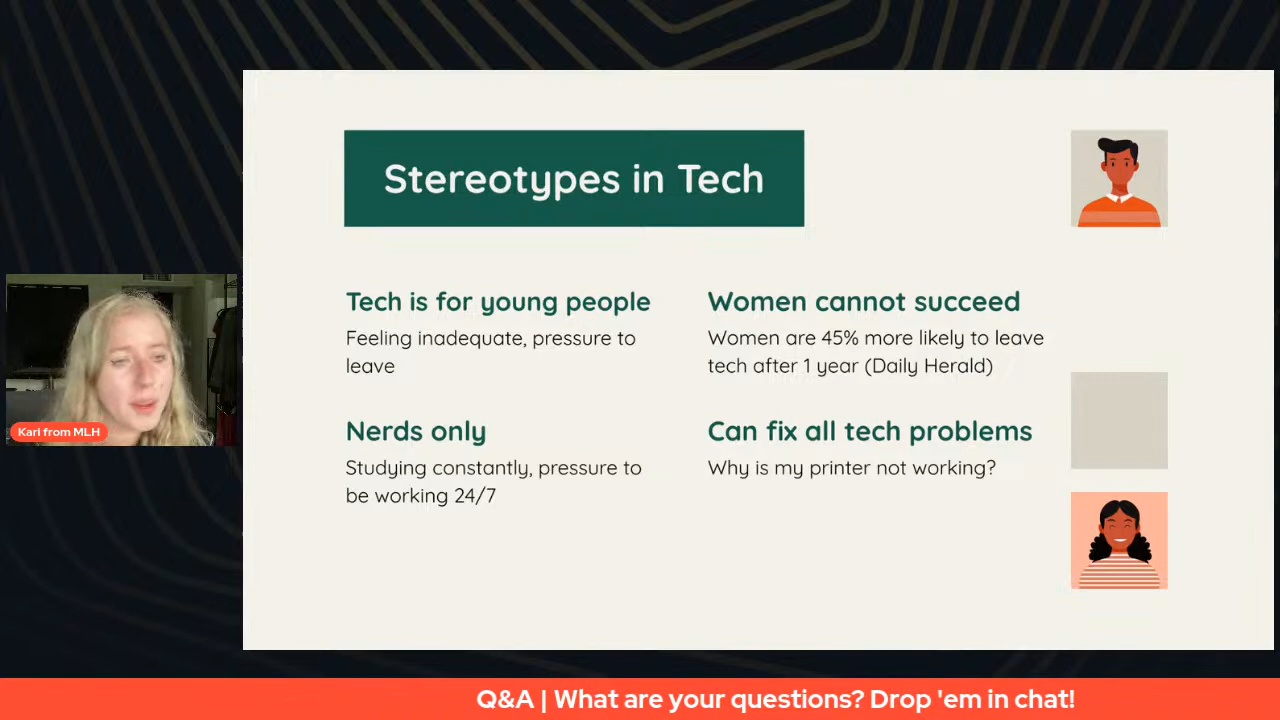 Stereotypes in Tech
Tech is for young people
Feeling inadequate, pressure to
leave
Women cannot succeed
Women are 45% more likely to leave
tech after 1 year (Daily Herald)
Nerds only
Studying constantly, pressure to
be working 24/7
Can fix all tech problems
Why is my printer not working?
Kari from MLH
Q&A | What are your questions? Drop 'em in chat!